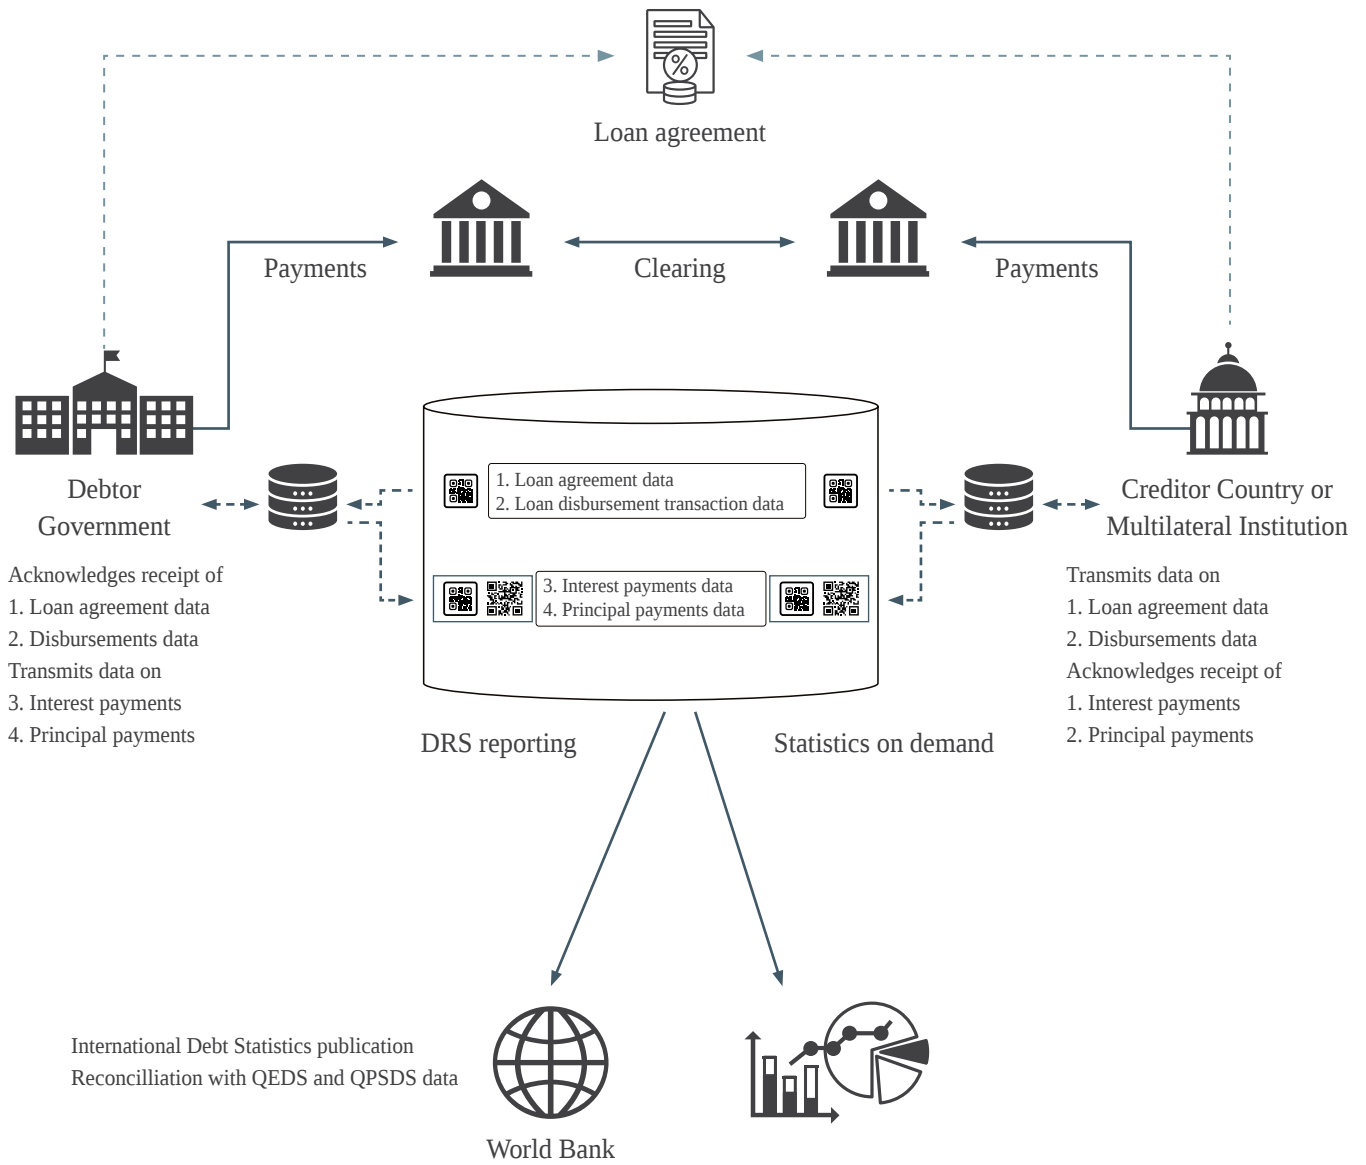 Loan agreement
Payments
Clearing
Payments
Debtor
Government
Creditor Country or
Multilateral Institution
1. Loan agreement data
2. Loan disbursement transaction data
3. Interest payments data
4. Principal payments data
Acknowledges receipt of
1. Loan agreement data
2. Disbursements data
Transmits data on
3. Interest payments
4. Principal payments
Transmits data on
1. Loan agreement data
2. Disbursements data
Acknowledges receipt of
1. Interest payments
2. Principal payments
DRS reporting
Statistics on demand
International Debt Statistics publication
Reconcilliation with QEDS and QPSDS data
World Bank